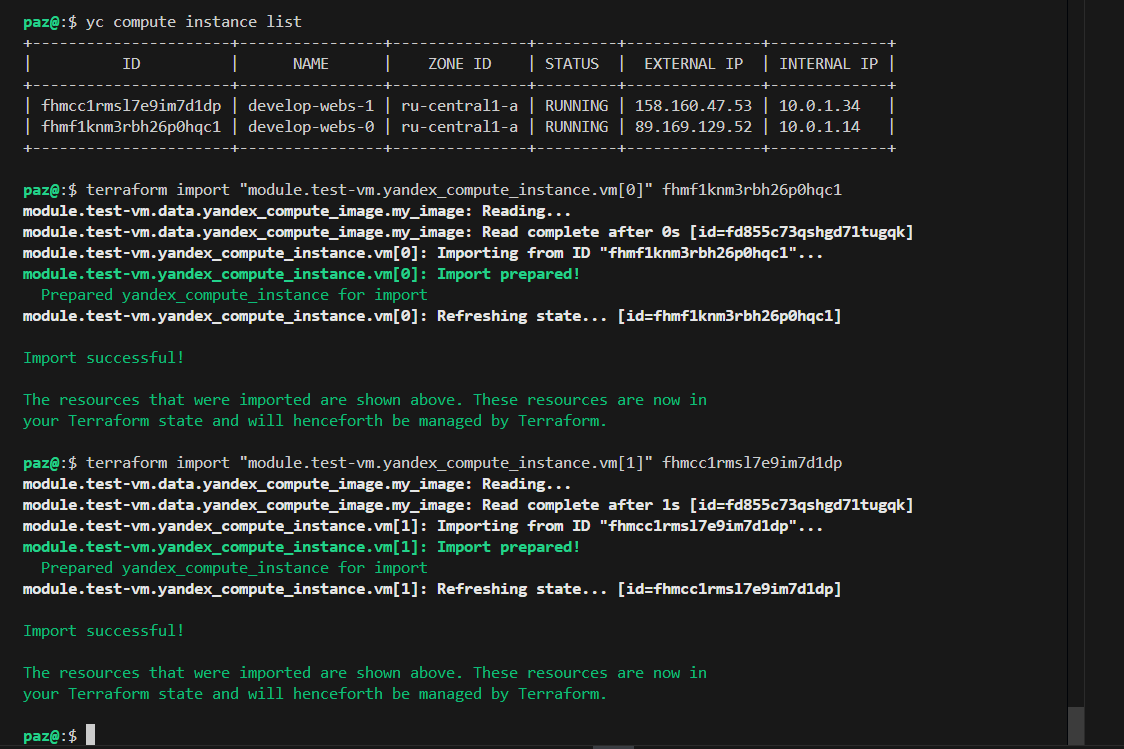 paz@:$ yc compute instance list
+----------------------+----------------+---------------+---------+---------------+-------------+
|          ID          |      NAME      |    ZONE ID    | STATUS  |  EXTERNAL IP  | INTERNAL IP |
+----------------------+----------------+---------------+---------+---------------+-------------+
| fhmcc1rmsl7e9im7d1dp | develop-webs-1 | ru-central1-a | RUNNING | 158.160.47.53 | 10.0.1.34   |
| fhmf1knm3rbh26p0hqc1 | develop-webs-0 | ru-central1-a | RUNNING | 89.169.129.52 | 10.0.1.14   |
+----------------------+----------------+---------------+---------+---------------+-------------+
paz@:$ terraform import "module.test-vm.yandex_compute_instance.vm[0]" fhmf1knm3rbh26p0hqc1
module.test-vm.data.yandex_compute_image.my_image: Reading...
module.test-vm.data.yandex_compute_image.my_image: Read complete after 0s [id=fd855c73qshgd71tugqk]
module.test-vm.yandex_compute_instance.vm[0]: Importing from ID "fhmf1knm3rbh26p0hqc1"...
module.test-vm.yandex_compute_instance.vm[0]: Import prepared!
  Prepared yandex_compute_instance for import
module.test-vm.yandex_compute_instance.vm[0]: Refreshing state... [id=fhmf1knm3rbh26p0hqc1]
Import successful!
The resources that were imported are shown above. These resources are now in
your Terraform state and will henceforth be managed by Terraform.
paz@:$ terraform import "module.test-vm.yandex_compute_instance.vm[1]" fhmcc1rmsl7e9im7d1dp
module.test-vm.data.yandex_compute_image.my_image: Reading...
module.test-vm.data.yandex_compute_image.my_image: Read complete after 1s [id=fd855c73qshgd71tugqk]
module.test-vm.yandex_compute_instance.vm[1]: Importing from ID "fhmcc1rmsl7e9im7d1dp"...
module.test-vm.yandex_compute_instance.vm[1]: Import prepared!
  Prepared yandex_compute_instance for import
module.test-vm.yandex_compute_instance.vm[1]: Refreshing state... [id=fhmcc1rmsl7e9im7d1dp]
Import successful!
The resources that were imported are shown above. These resources are now in
your Terraform state and will henceforth be managed by Terraform.
paz@:$